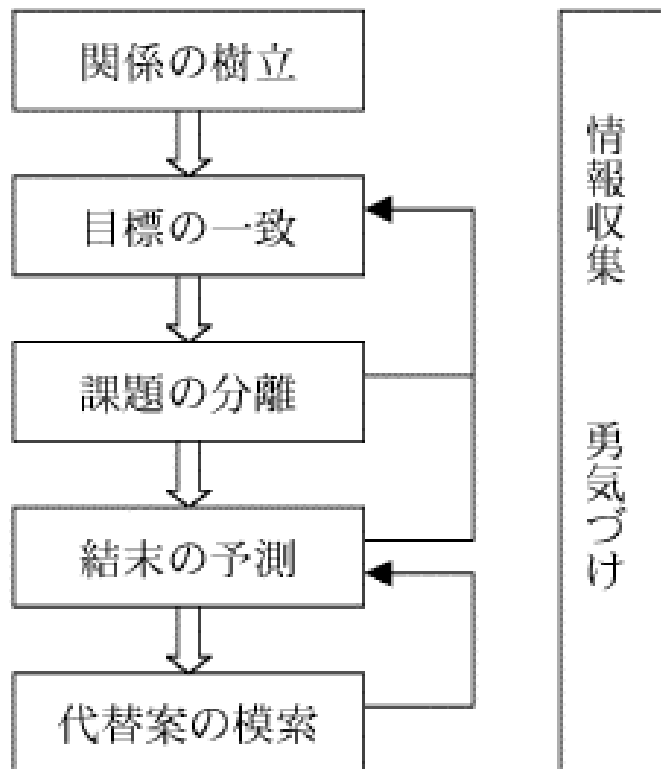 関係の樹立
目標の一致
課題の分離
結末の予測
代替案の模索
情報収集
勇気づけ